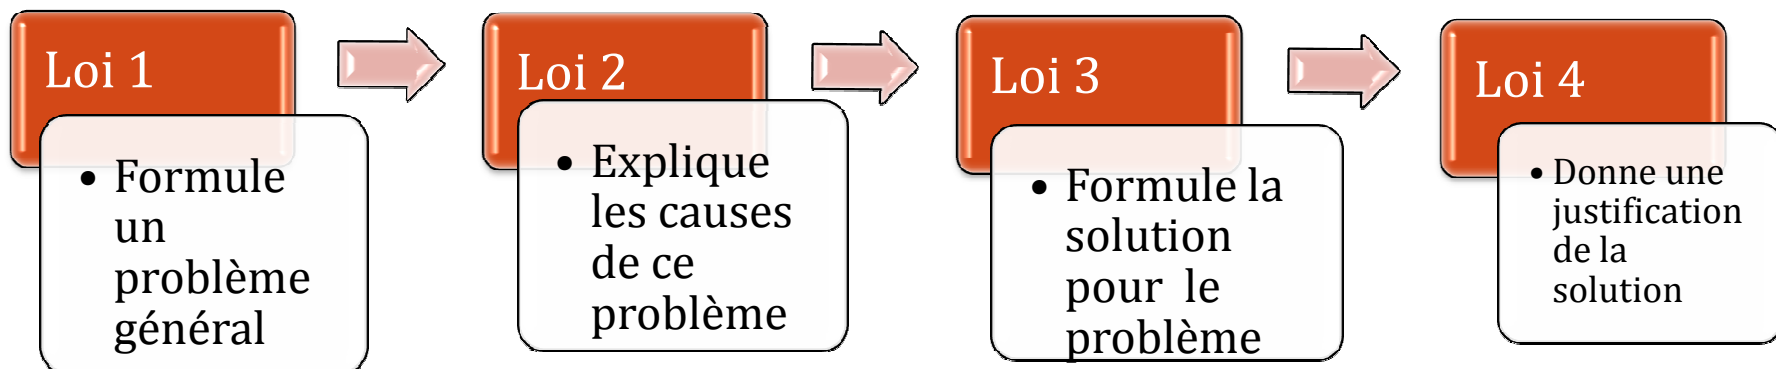 Loi 1
• Formule
un
problème
général
Loi 2
• Explique
les causes
de ce
problème
Loi 3
• Formule la
solution
pour le
problème
Loi 4
• Donne une
justification
de la
solution